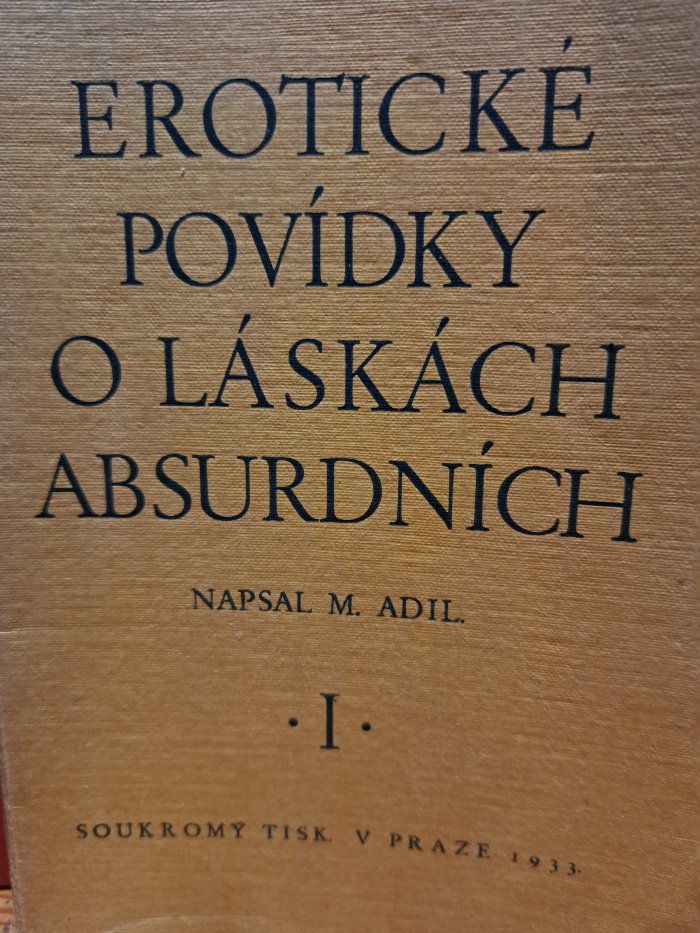 EROTICKÉ
POVÍDKY
O LÁSKÁCH
ABSURDNÍCH
NAPSAL M. ADIL.
· I ·
SOUKROMÝ TISK. V PRAZE 1933.